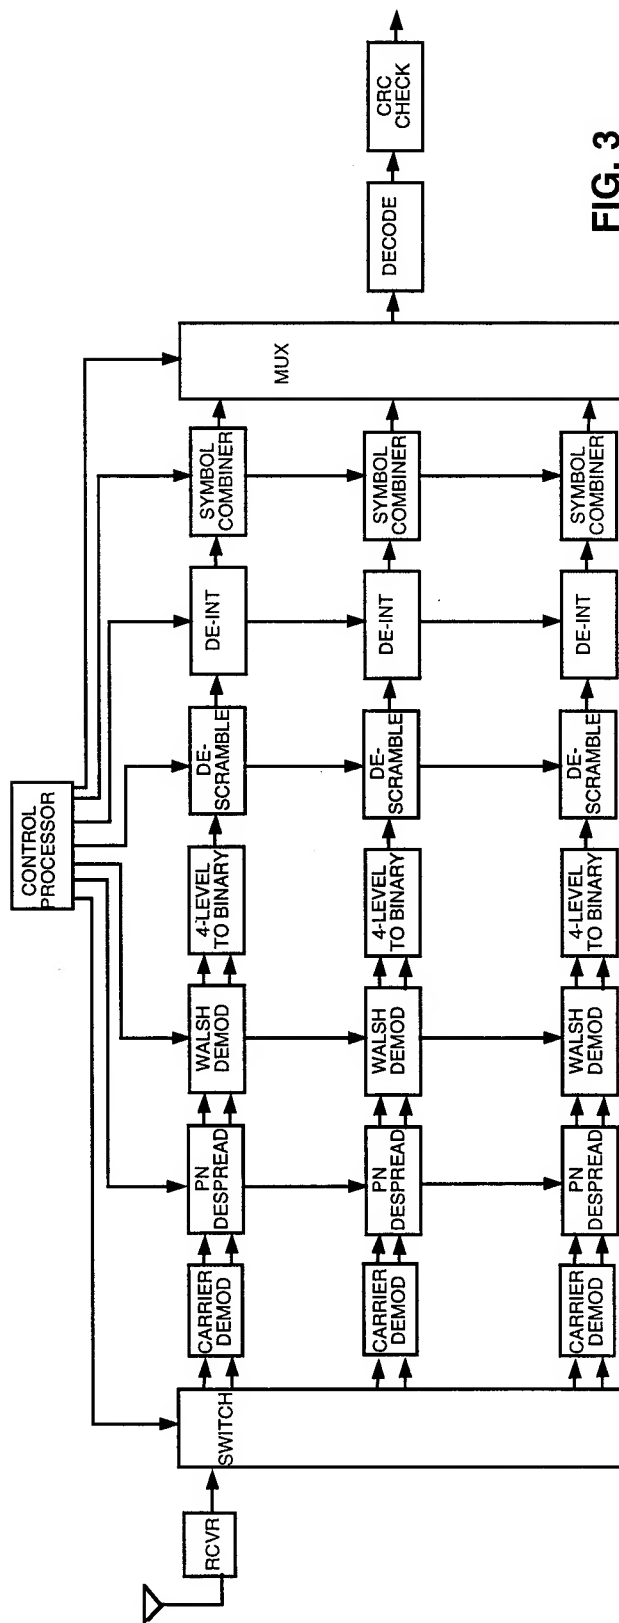 CONTROL
PROCESSOR
RCVR
SWITCH
CARRIER
DEMOD
PN
DESPREAD
WALSH
DEMOD
4-LEVEL
TO BINARY
DE-
SCRAMBLE
DE-INT
SYMBOL
COMBINER
MUX
DECODE
CRC
CHECK
CARRIER
DEMOD
PN
DESPREAD
WALSH
DEMOD
4-LEVEL
TO BINARY
DE-
SCRAMBLE
DE-INT
SYMBOL
COMBINER
CARRIER
DEMOD
PN
DESPREAD
WALSH
DEMOD
4-LEVEL
TO BINARY
DE-
SCRAMBLE
DE-INT
SYMBOL
COMBINER
FIG. 3